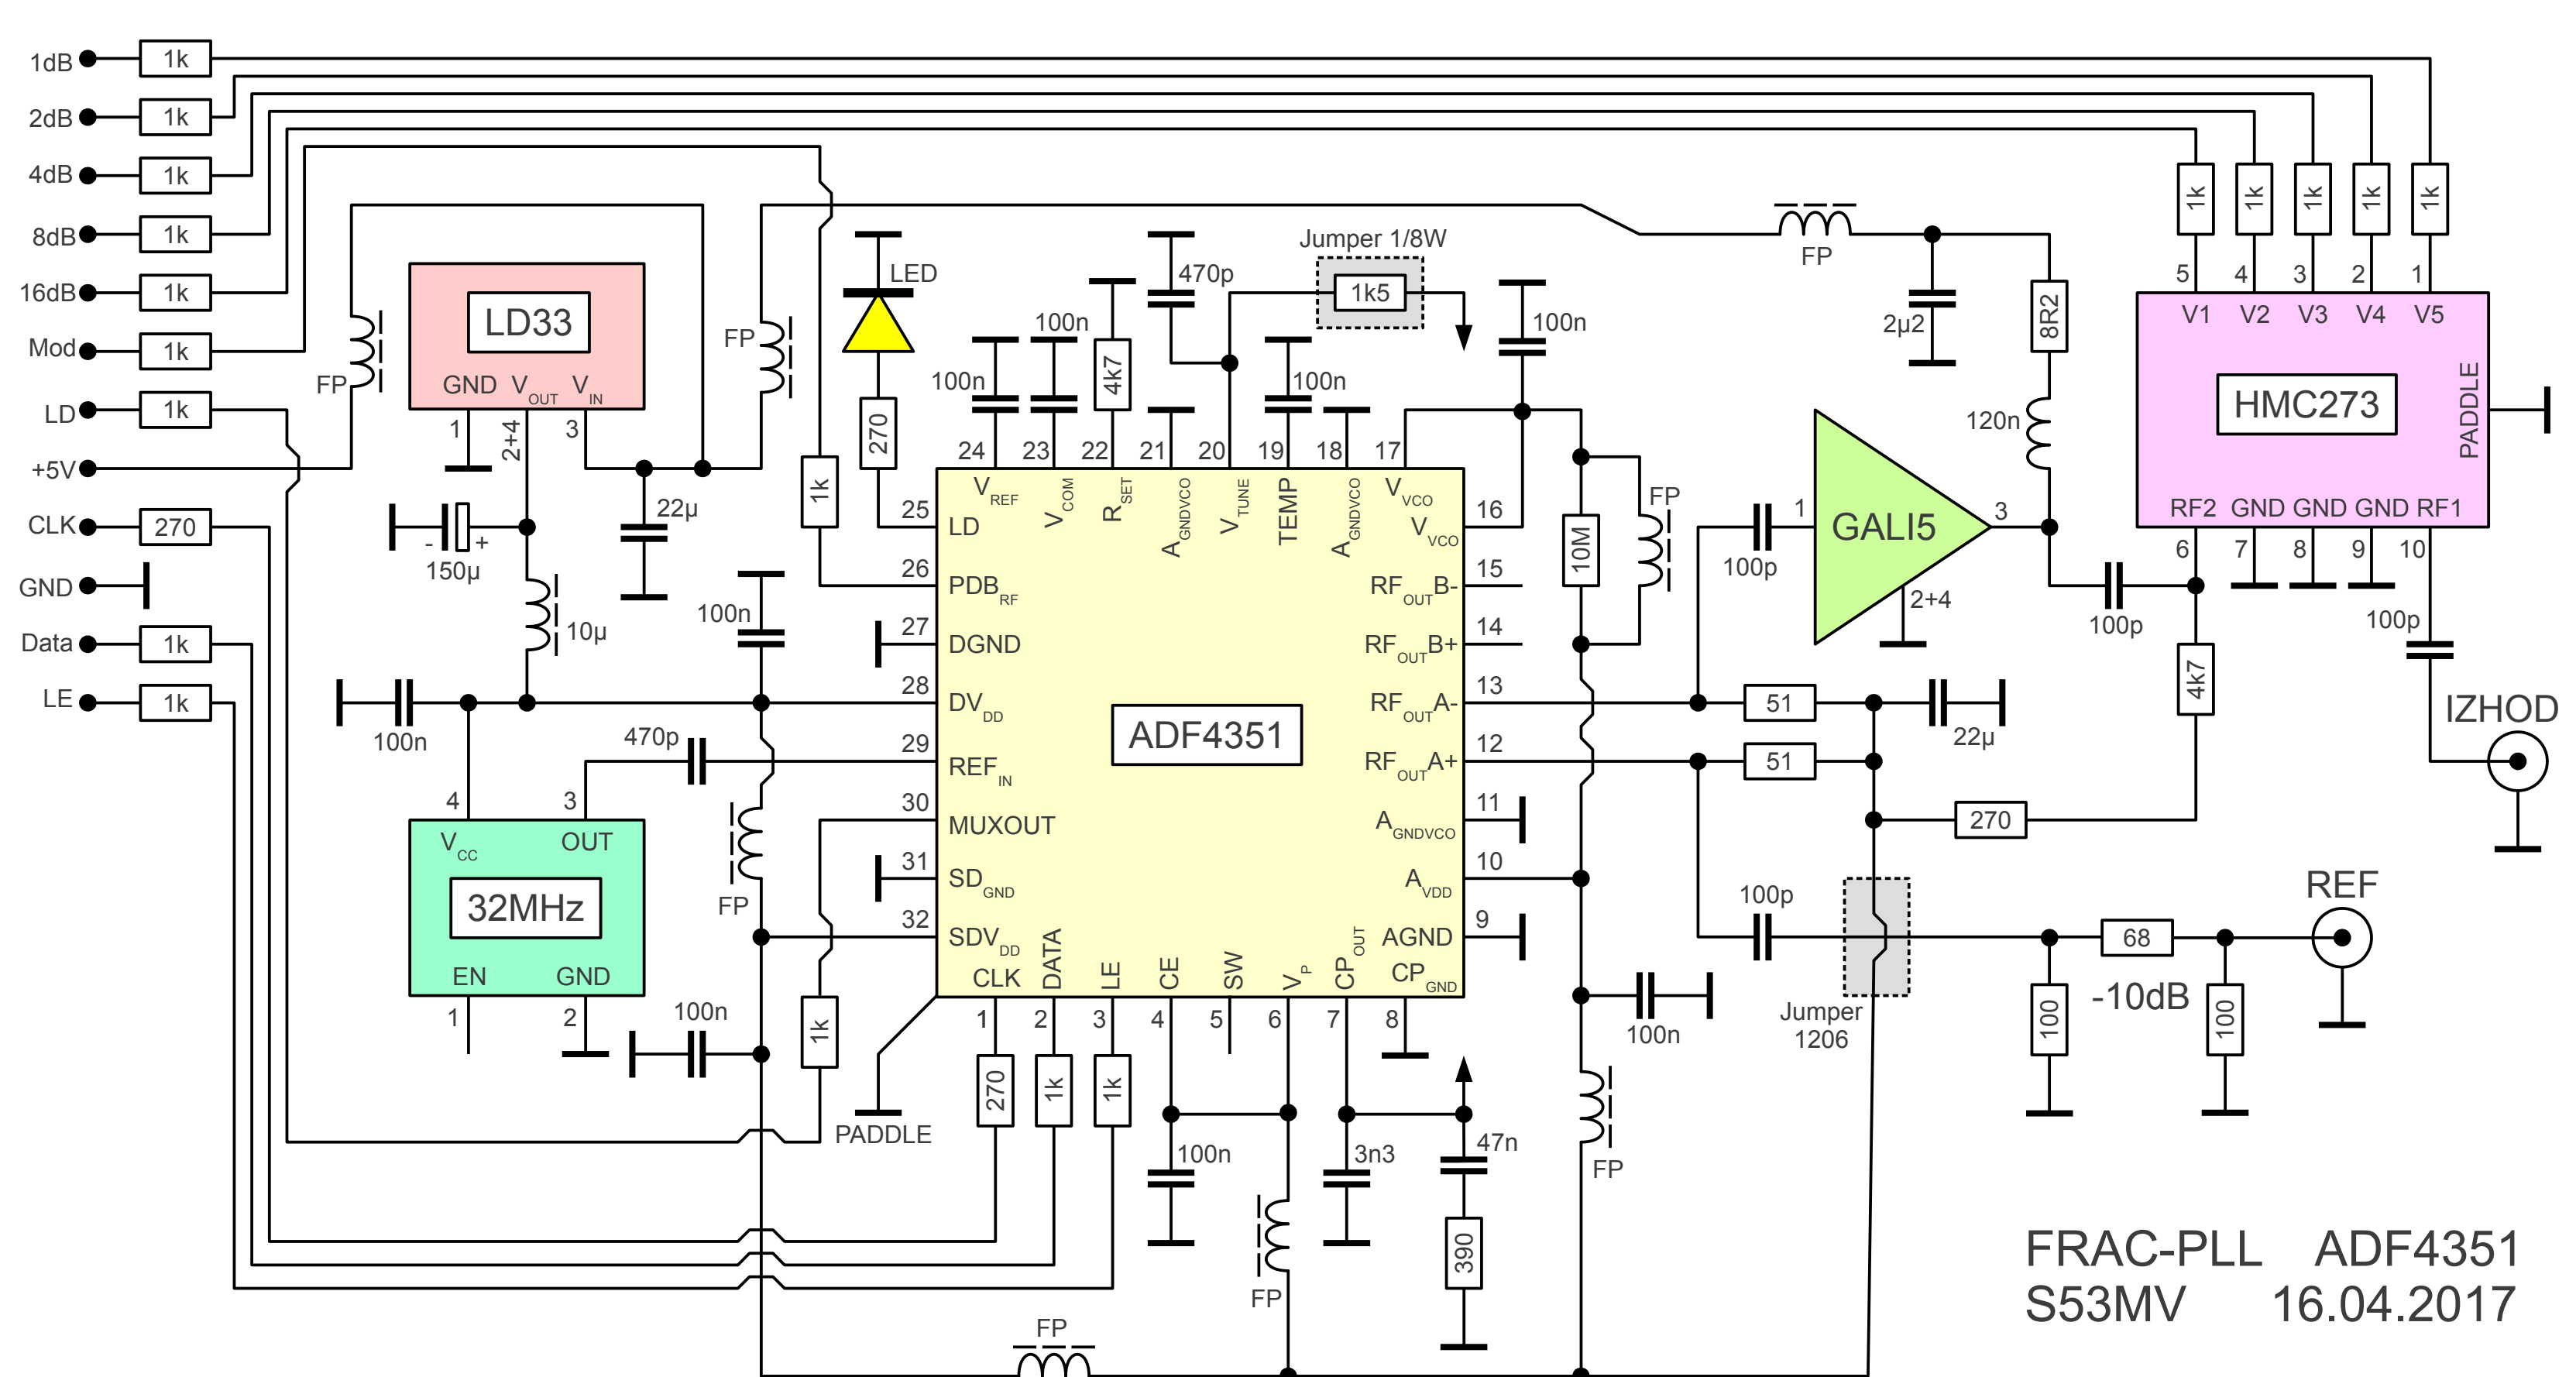 1dB
1k
2dB
1k
4dB
1k
8dB
1k
16dB
1k
Mod
1k
LD
1k
+5V
CLK
270
GND
Data
1k
LE
1k
FP
LD33
GND VOUT VIN
1
2+4
3
- +
150µ
22µ
10µ
100n
100n
470p
4
3
VCC
OUT
32MHz
EN
GND
1
2
FP
100n
FP
1k
LED
270
100n
100n
4k7
470p
Jumper 1/8W
1k5
100n
100n
24 23 22 21 20 19 18 17
VREF
VCOM
RSET
AGNDVCO
VTUNE
TEMP
AGNDVCO
VVCO
25
LD
26
PDBRF
27
DGND
28
DVDD
29
REFIN
30
MUXOUT
31
SDGND
32
SDVDD
ADF4351
16
VVCO
15
RFOUTB-
14
RFOUTB+
13
RFOUTA-
12
RFOUTA+
11
AGNDVCO
10
AVDD
9
AGND
CLK
DATA
LE
CE
SW
VP
CPOUT
CPGND
1 2 3 4 5 6 7 8
1k
PADDLE
270
1k
1k
100n
FP
3n3
47n
390
FP
10M
FP
100n
FP
FP
2µ2
8R2
120n
100p
1
GALI5
3
2+4
100p
51
22µ
51
270
4k7
100p
Jumper
1206
68
-10dB
100
100
REF
1k
1k
1k
1k
1k
5 4 3 2 1
V1 V2 V3 V4 V5
HMC273
PADDLE
RF2 GND GND GND RF1
6 7 8 9 10
100p
IZHOD
FRAC-PLL ADF4351
S53MV 16.04.2017